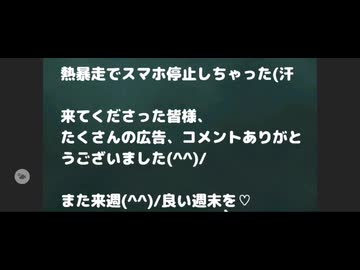 熱暴走でスマホ停止しちゃった(汗
来てくださった皆様、
たくさんの広告、コメントありがと
うございました(^^)/
また来週(^^)/良い週末を♡